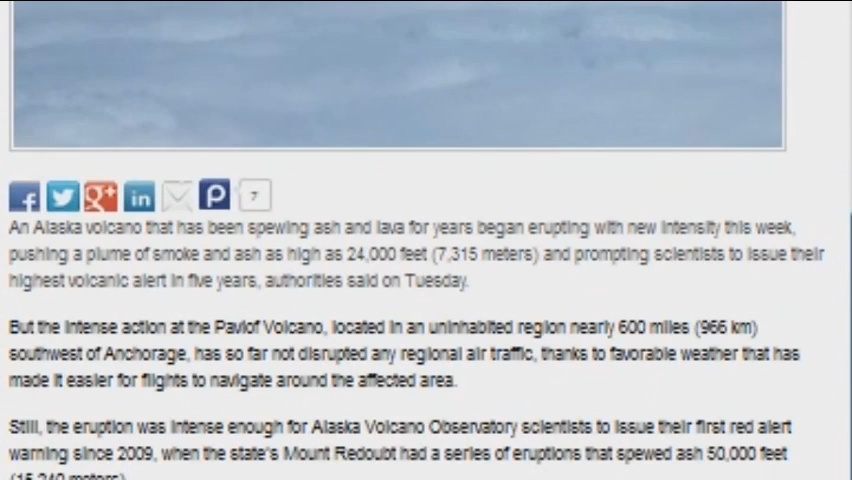 f g+ in P 7
An Alaska volcano that has been spewing ash and lava for years began erupting with new intensity this week,
pushing a plume of smoke and ash as high as 24,000 feet (7,315 meters) and prompting scientists to issue their
highest volcanic alert in five years, authorities said on Tuesday.
But the intense action at the Pavlof Volcano, located in an uninhabited region nearly 600 miles (966 km)
southwest of Anchorage, has so far not disrupted any regional air traffic, thanks to favorable weather that has
made it easier for flights to navigate around the affected area.
Still, the eruption was intense enough for Alaska Volcano Observatory scientists to issue their first red alert
warning since 2009, when the state's Mount Redoubt had a series of eruptions that spewed ash 50,000 feet
(15,240 meters)